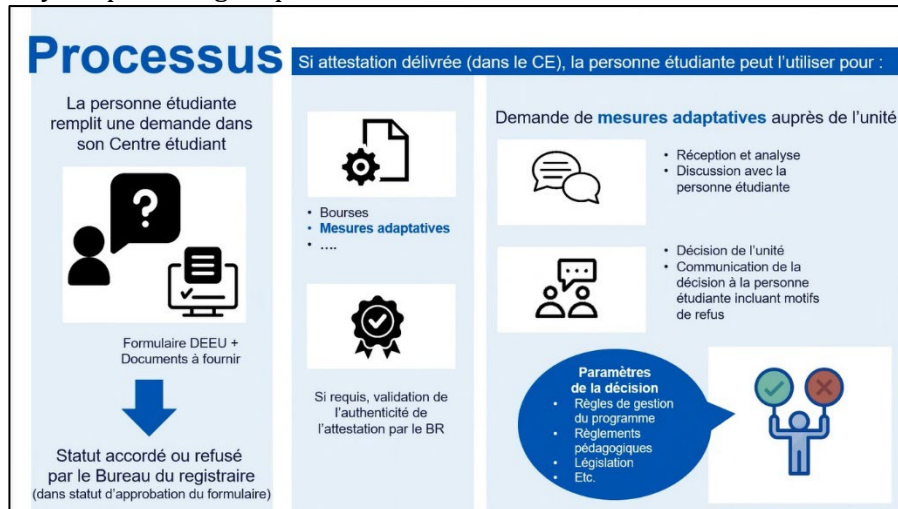 Processus
La personne étudiante
remplit une demande dans
son Centre étudiant
?
Formulaire DEEU +
Documents à fournir
Statut accordé ou refusé
par le Bureau du registraire
(dans statut d'approbation du formulaire)
Si attestation délivrée (dans le CE), la personne étudiante peut l'utiliser pour :
• Bourses
• Mesures adaptatives
• ....
Si requis, validation de
l'authenticité de
l'attestation par le BR
Demande de mesures adaptatives auprès de l'unité
• Réception et analyse
• Discussion avec la
personne étudiante
• Décision de l'unité
• Communication de la
décision à la personne
étudiante incluant motifs
de refus
Paramètres
de la décision
• Règles de gestion
du programme
• Règlements
pédagogiques
• Législation
• Etc.